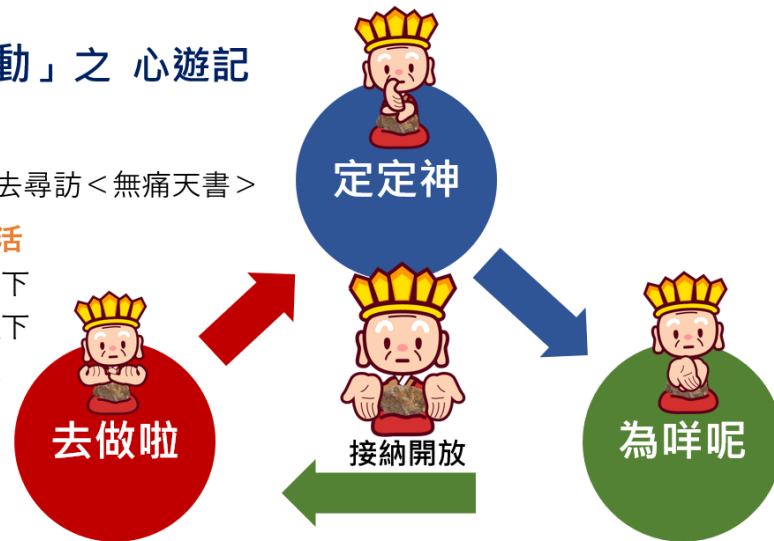 動」之 心遊記
去尋訪＜無痛天書＞
活
下
下
定定神
去做啦
接納開放
為咩呢